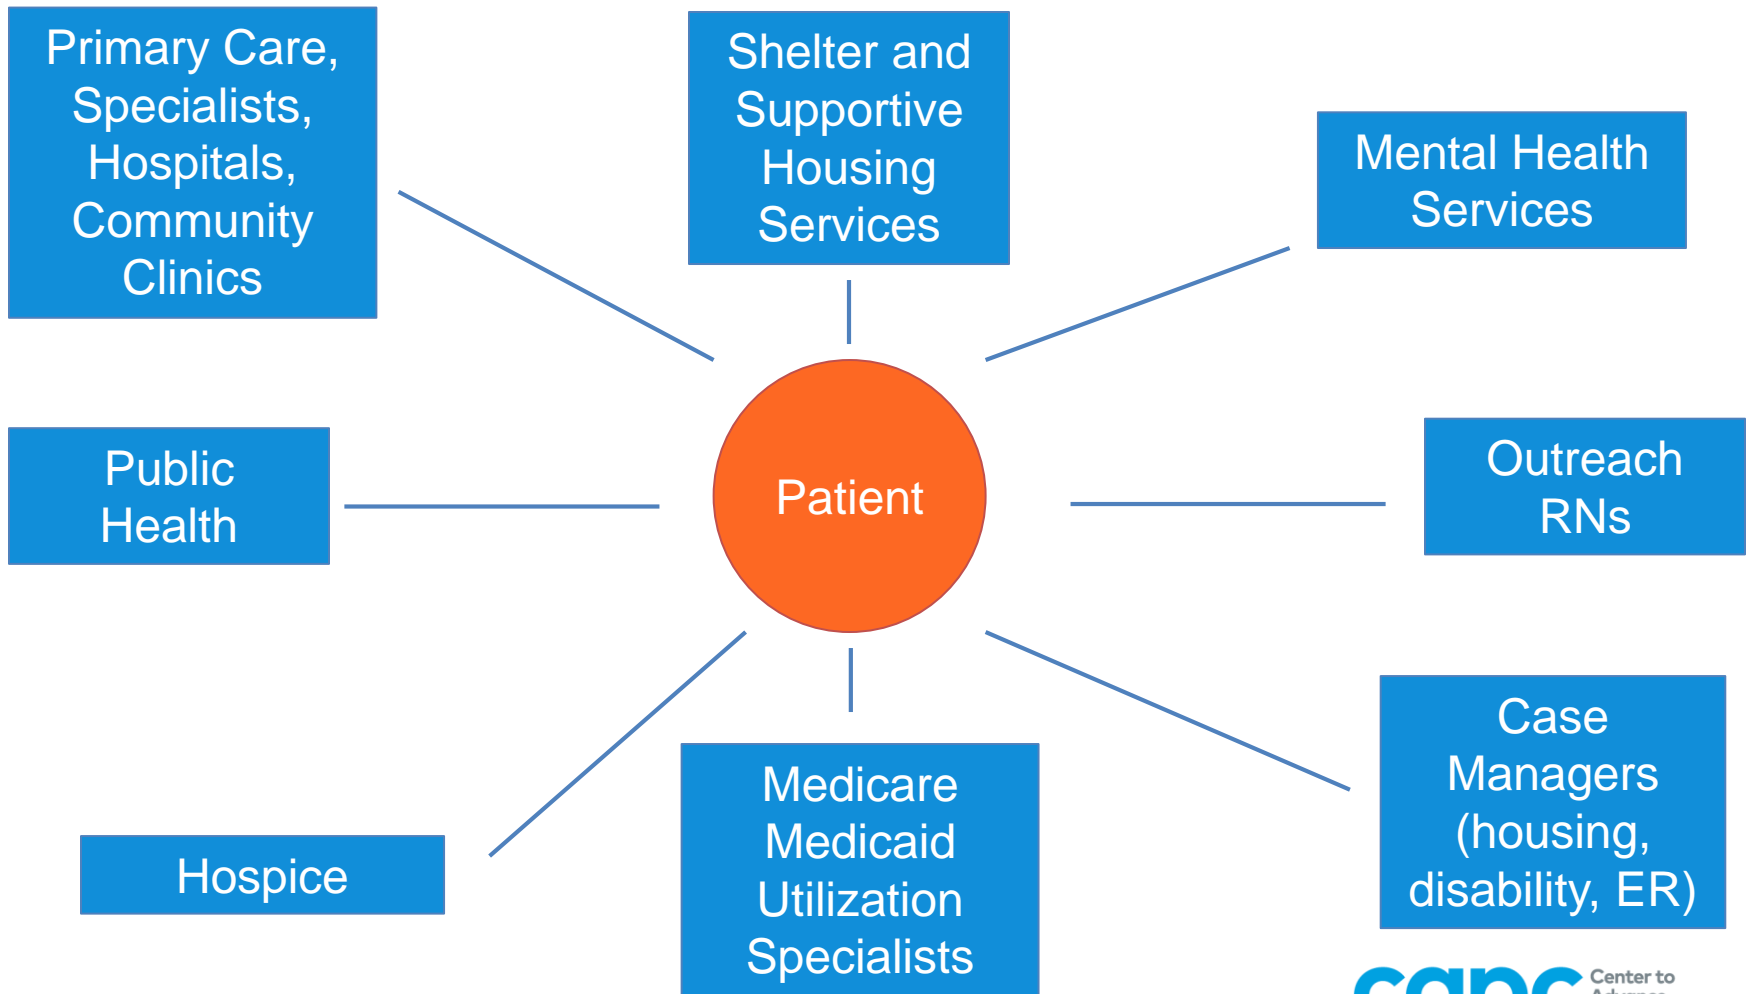 Primary Care,
Specialists,
Hospitals,
Community
Clinics
Shelter and
Supportive
Housing
Services
Mental Health
Services
Public
Health
Patient
Outreach
RNs
Hospice
Medicare
Medicaid
Utilization
Specialists
Case
Managers
(housing,
disability, ER)
capc
Center to
Advance